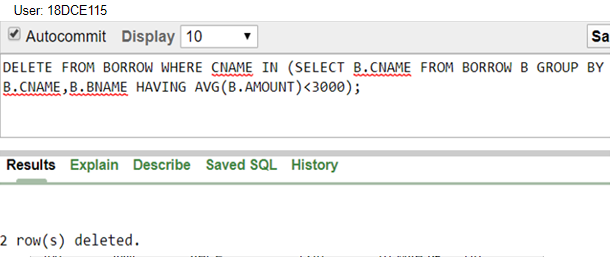 User: 18DCE115
Autocommit Display 10
Sa
DELETE FROM BORROW WHERE CNAME IN (SELECT B.CNAME FROM BORROW B GROUP BY
B.CNAME,B.BNAME HAVING AVG(B.AMOUNT)<3000);
Results Explain Describe Saved SQL History
2 row(s) deleted.